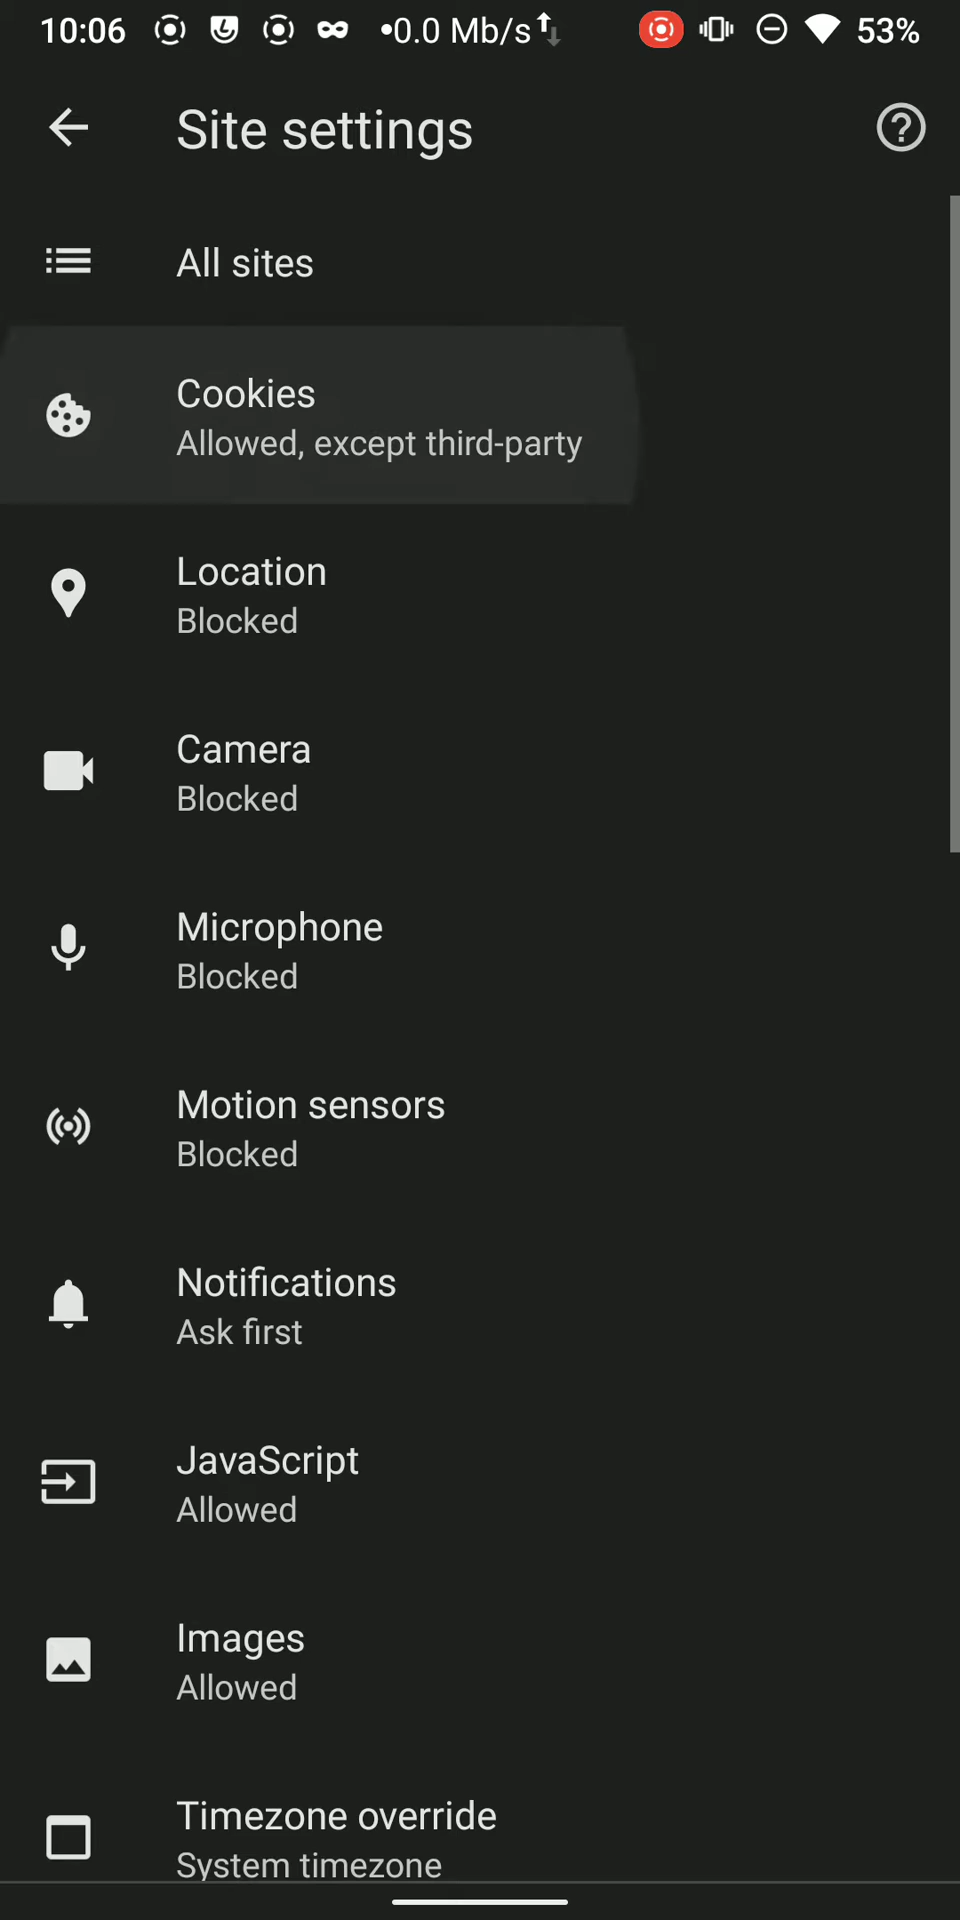 10:06 •0.0 Mb/s 53%
Site settings
All sites
Cookies
Allowed, except third-party
Location
Blocked
Camera
Blocked
Microphone
Blocked
Motion sensors
Blocked
Notifications
Ask first
JavaScript
Allowed
Images
Allowed
Timezone override
System timezone